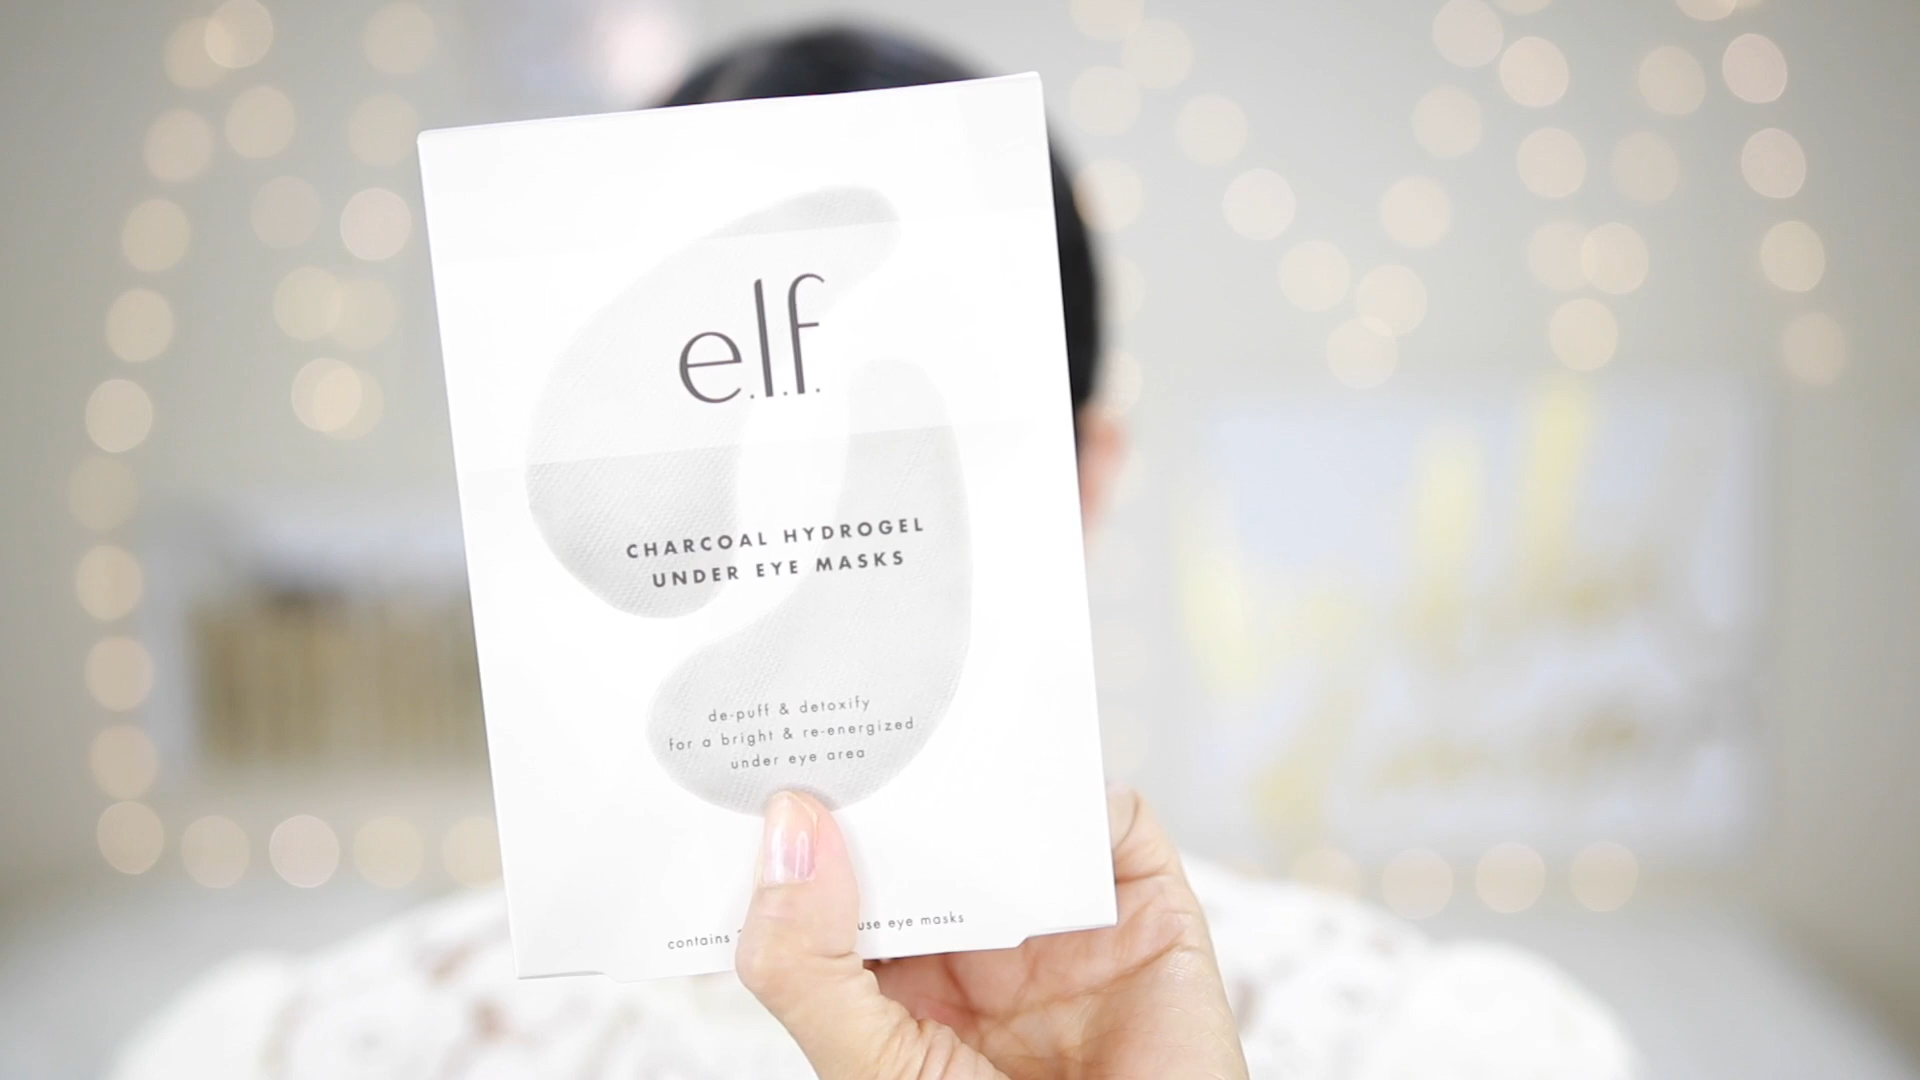 e.l.f.
CHARCOAL HYDROGEL
UNDER EYE MASKS
de-puff & detoxify
for a bright & re-energized
under eye area
contains use eye masks